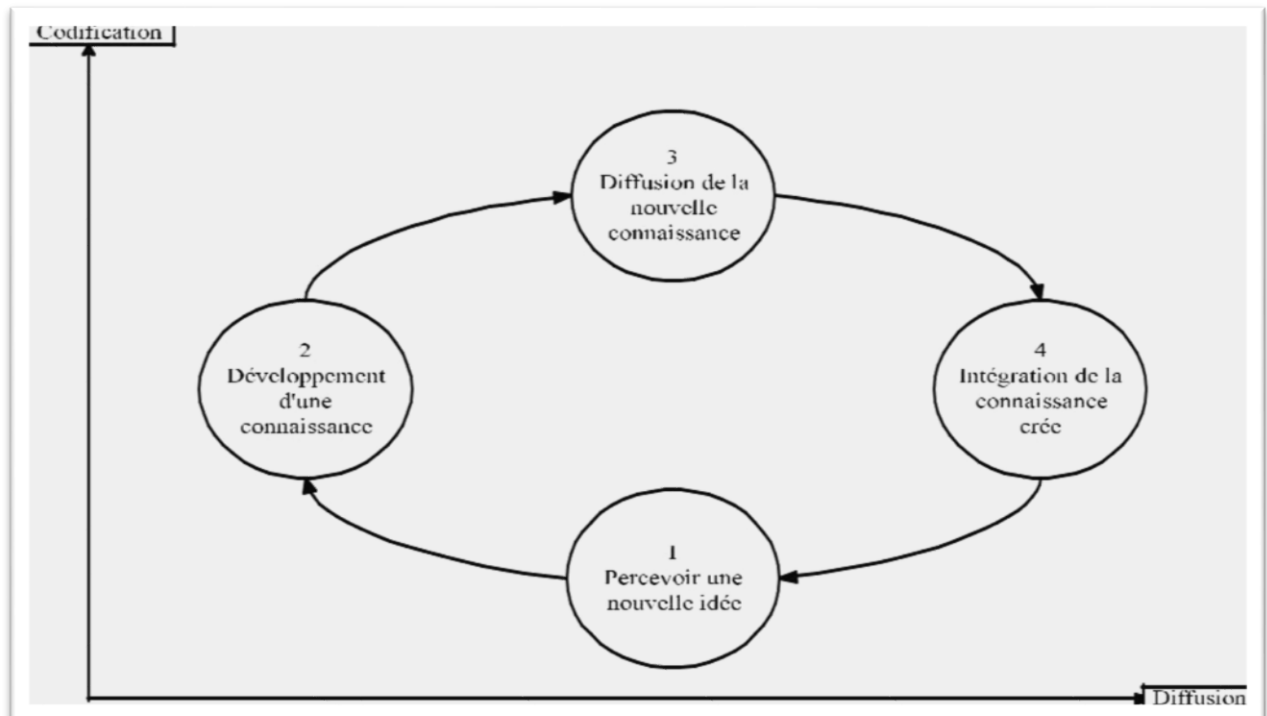 Codification
3
Diffusion de la
nouvelle
connaissance
2
Développement
d'une
connaissance
4
Intégration de la
connaissance
crée
1
Percevoir une
nouvelle idée
Diffusion